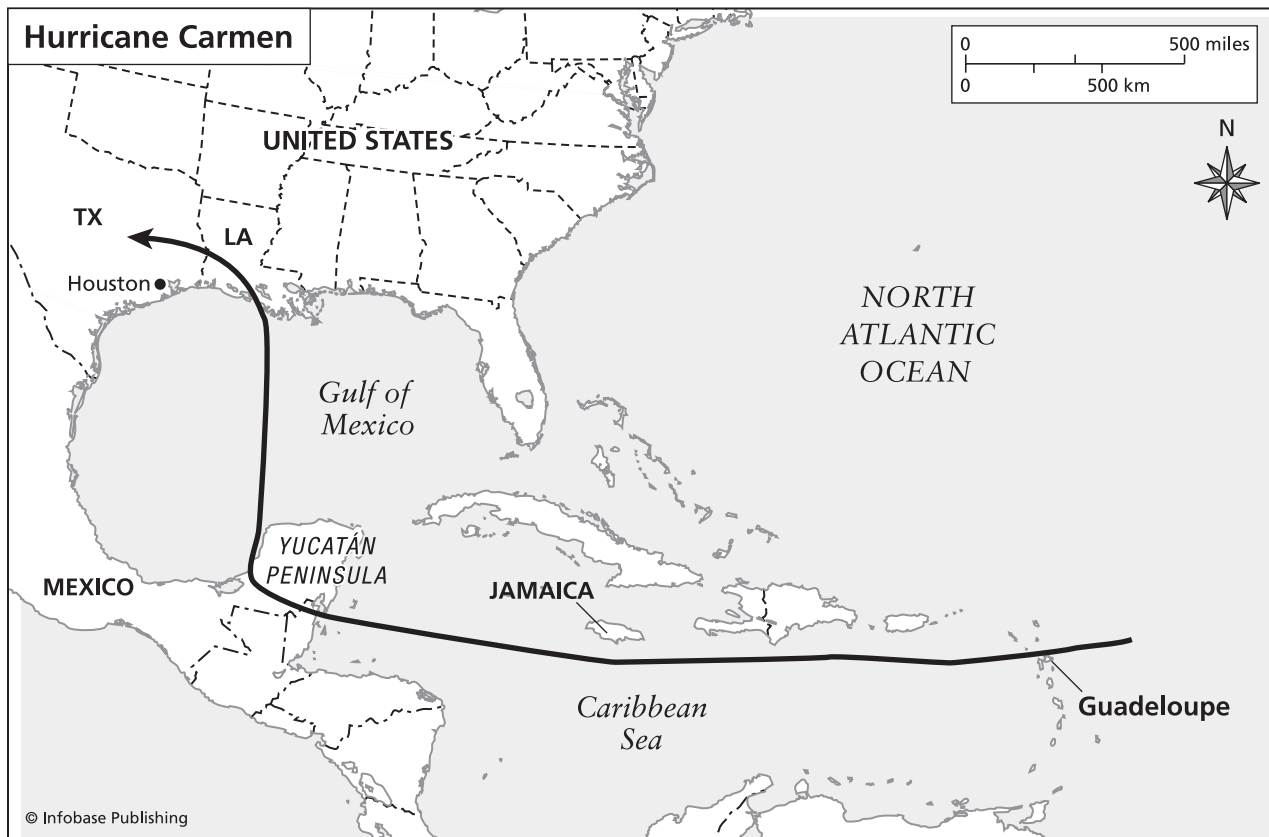 Hurricane Carmen
0 500 miles
0 500 km
N
UNITED STATES
TX
LA
Houston
NORTH
ATLANTIC
OCEAN
Gulf of
Mexico
YUCATÁN
PENINSULA
MEXICO
JAMAICA
Caribbean
Sea
Guadeloupe
© Infobase Publishing